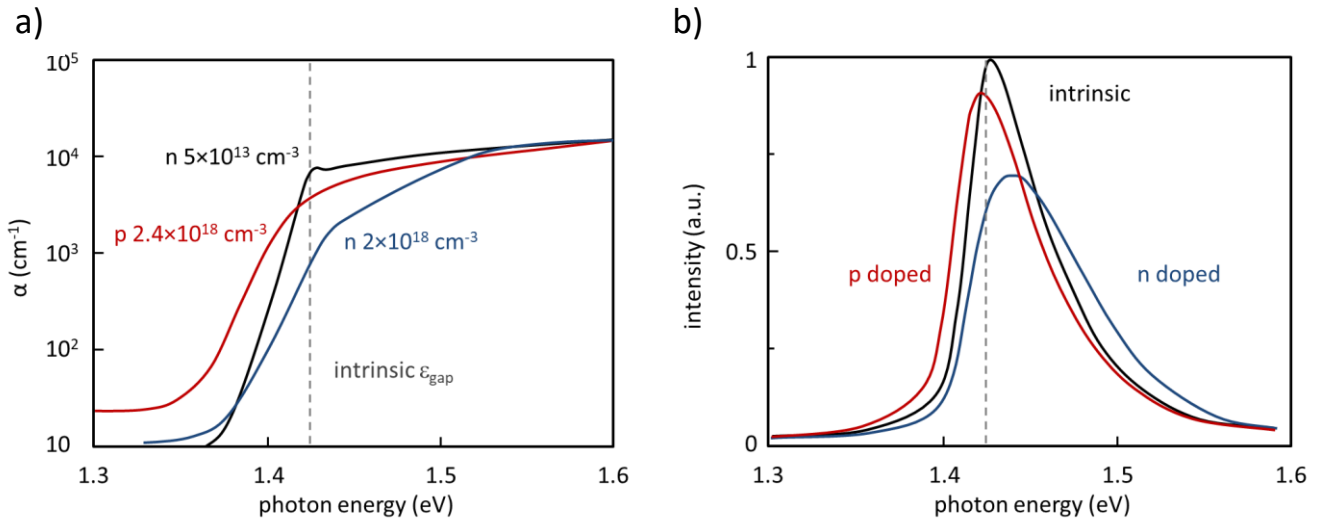 a)
α (cm⁻¹)
10⁵
10⁴
10³
10²
10
n 5×10¹³ cm⁻³
p 2.4×10¹⁸ cm⁻³
n 2×10¹⁸ cm⁻³
intrinsic εgap
1.3 1.4 1.5 1.6
photon energy (eV)
b)
intensity (a.u.)
1
0.5
0
intrinsic
p doped
n doped
1.3 1.4 1.5 1.6
photon energy (eV)